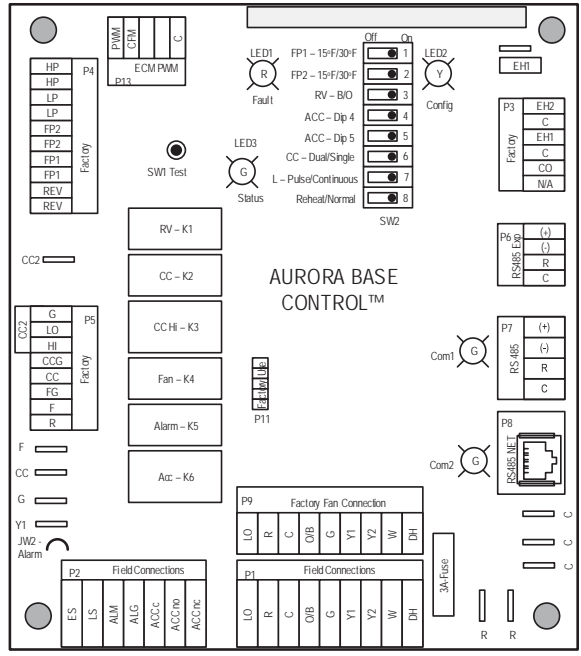 PWM
CFM
C
ECM PWM
P13
P4
HP
HP
LP
LP
FP2
FP2
FP1
FP1
REV
REV
Factory
SW1 Test
LED1
R
Fault
LED3
G
Status
Off On
FP1 – 15ºF/30ºF 1
FP2 – 15ºF/30ºF 2
RV – B/O 3
ACC – Dip 4 4
ACC – Dip 5 5
CC – Dual/Single 6
L – Pulse/Continuous 7
Reheat/Normal 8
SW2
LED2
Y
Config
EH1
P3
Factory
EH2
C
EH1
C
CO
N/A
P6
RS485 Exp
(+)
(-)
R
C
RV – K1
CC – K2
CC Hi – K3
Fan – K4
Alarm – K5
Acc – K6
AURORA BASE
CONTROL™
CC2
CC2
P5
G
LO
HI
CCG
CC
FG
F
R
Factory
Factory Use
P11
Com1
G
P7
RS 485
(+)
(-)
R
C
Com2
G
P8
RS485 NET
F
CC
G
Y1
JW2 -
Alarm
P9 Factory Fan Connection
LO R C O/B G Y1 Y2 W DH
P2 Field Connections
ES LS ALM ALG ACC c ACC no ACC nc
P1 Field Connections
LO R C O/B G Y1 Y2 W DH
3A-Fuse
C
C
C
R R